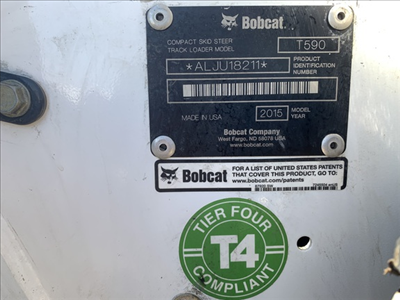 Bobcat
COMPACT SKID STEER
TRACK LOADER MODEL
T590
*ALJU18211*
PRODUCT
IDENTIFICATION
NUMBER
MADE IN USA
2015
MODEL
YEAR
Bobcat Company
West Fargo, ND 58078 USA
www.bobcat.com
Bobcat
FOR A LIST OF UNITED STATES PATENTS
THAT COVER THIS PRODUCT, GO TO:
Bobcat.com/patents
TIER FOUR
T4
COMPLIANT